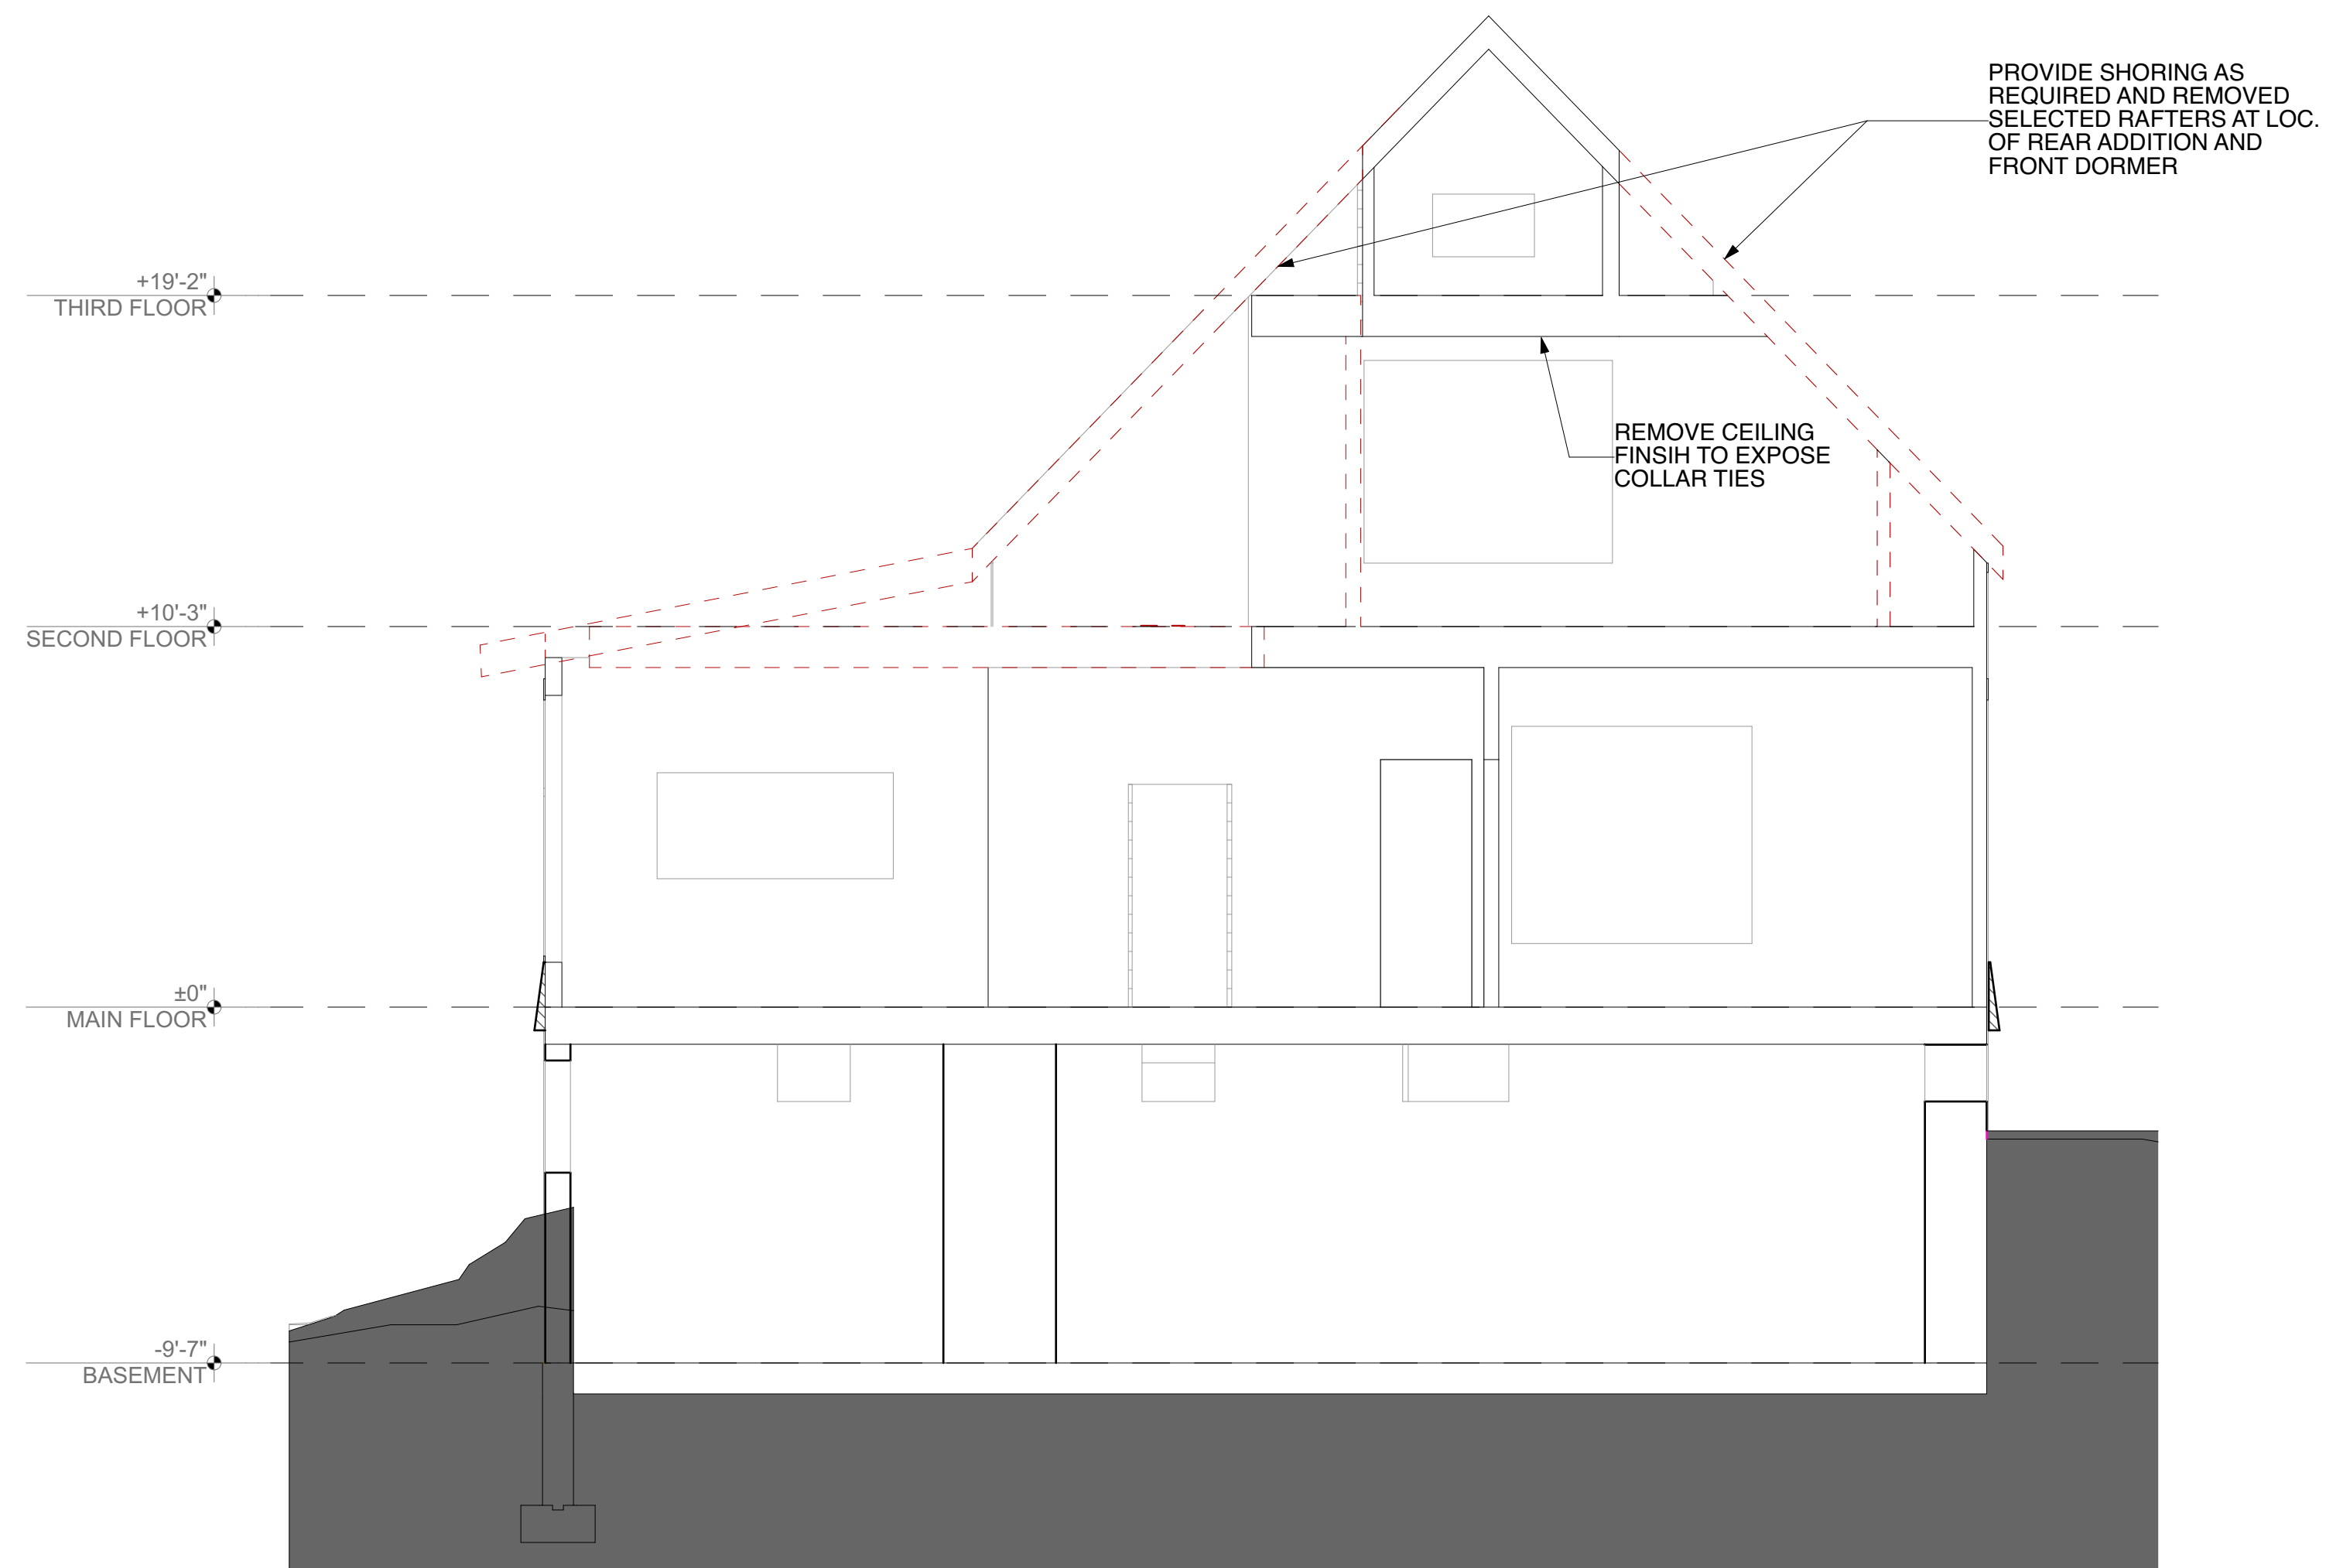 PROVIDE SHORING AS
REQUIRED AND REMOVED
SELECTED RAFTERS AT LOC.
OF REAR ADDITION AND
FRONT DORMER
+19'-2"
THIRD FLOOR
REMOVE CEILING
FINSIH TO EXPOSE
COLLAR TIES
+10'-3"
SECOND FLOOR
±0"
MAIN FLOOR
-9'-7"
BASEMENT